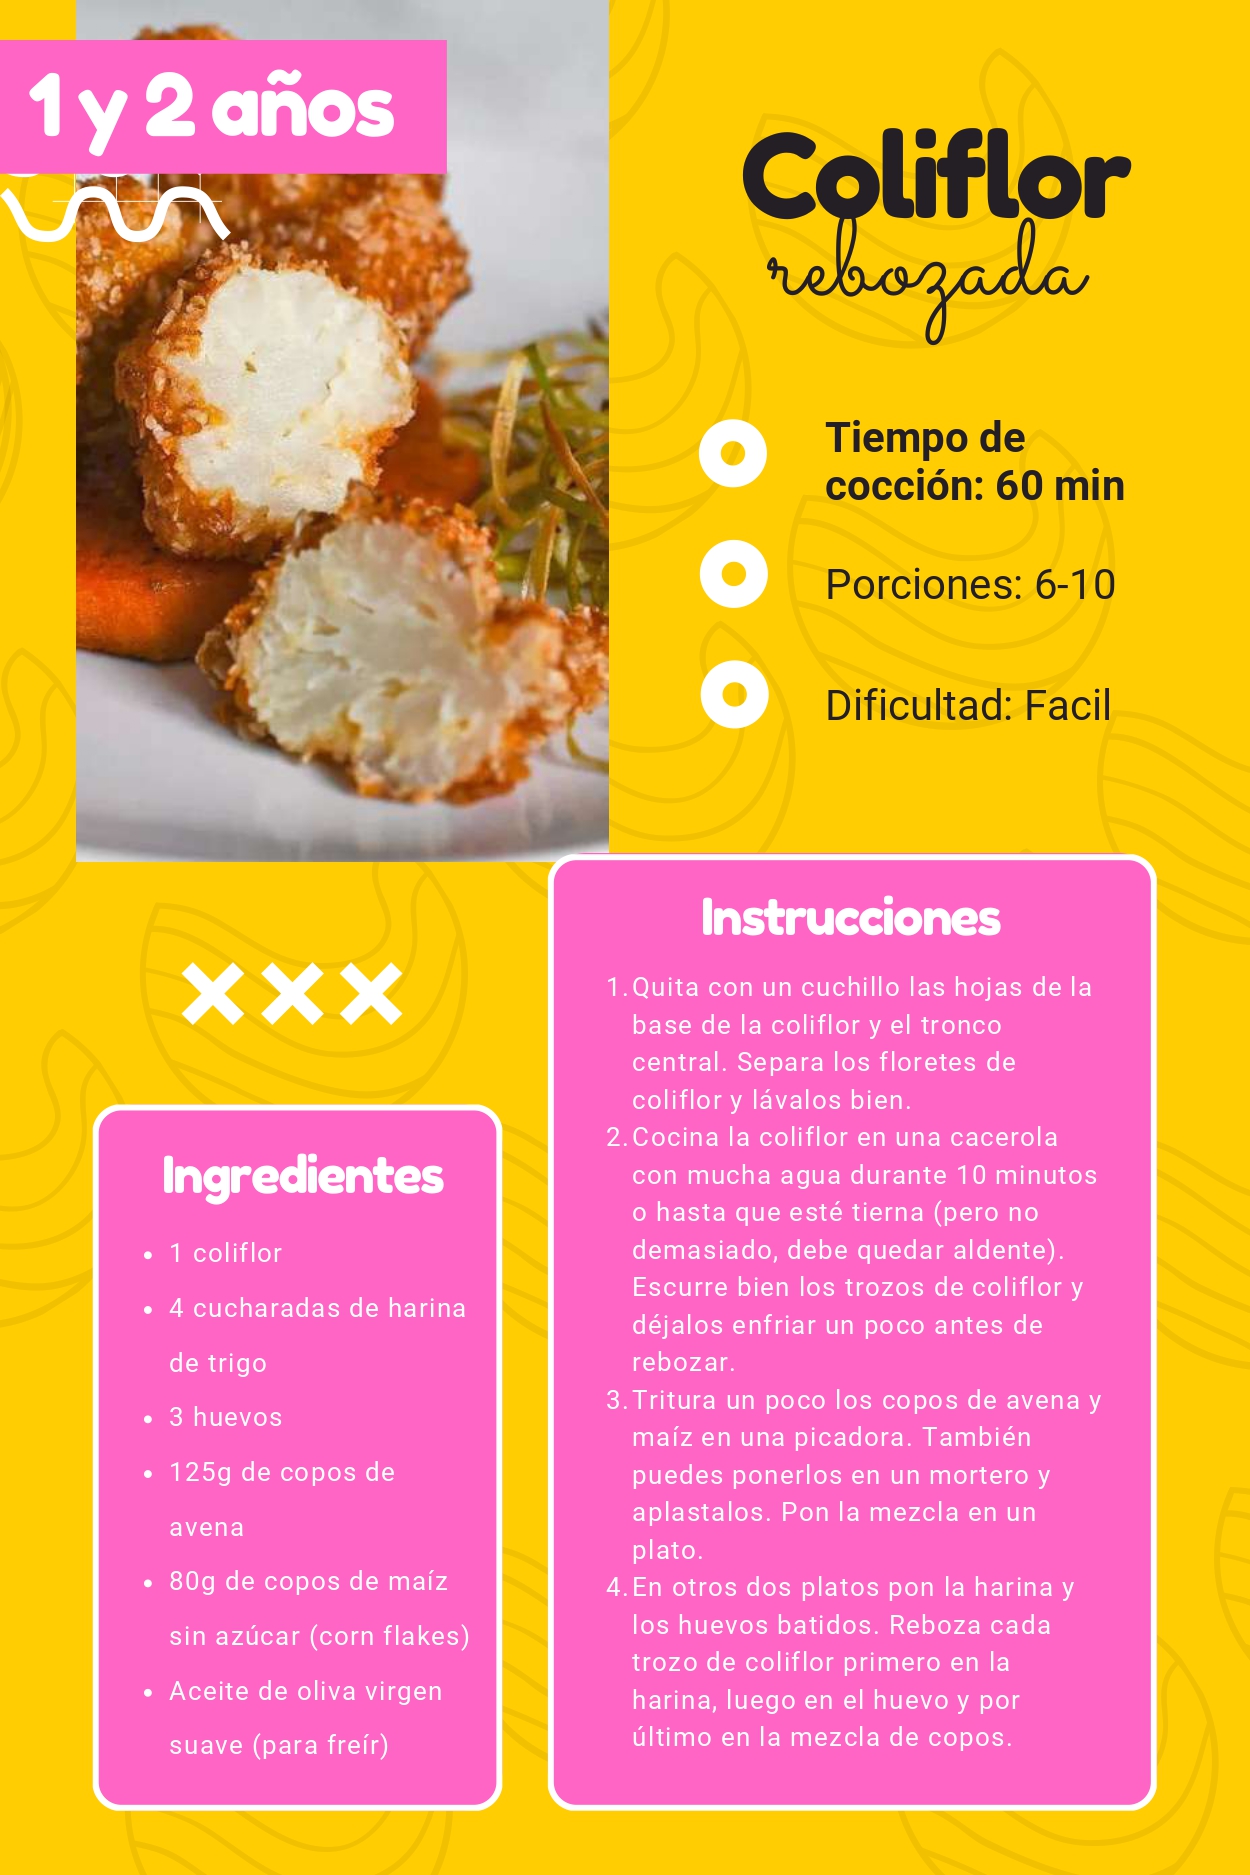 1 y 2 años
Coliflor
rebozada
Tiempo de
cocción: 60 min
Porciones: 6-10
Dificultad: Facil
Instrucciones
1. Quita con un cuchillo las hojas de la
base de la coliflor y el tronco
central. Separa los floretes de
coliflor y lávalos bien.
2. Cocina la coliflor en una cacerola
con mucha agua durante 10 minutos
o hasta que esté tierna (pero no
demasiado, debe quedar aldente).
Escurre bien los trozos de coliflor y
déjalos enfriar un poco antes de
rebozar.
3. Tritura un poco los copos de avena y
maíz en una picadora. También
puedes ponerlos en un mortero y
aplastalos. Pon la mezcla en un
plato.
4. En otros dos platos pon la harina y
los huevos batidos. Reboza cada
trozo de coliflor primero en la
harina, luego en el huevo y por
último en la mezcla de copos.
Ingredientes
• 1 coliflor
• 4 cucharadas de harina
de trigo
• 3 huevos
• 125g de copos de
avena
• 80g de copos de maíz
sin azúcar (corn flakes)
• Aceite de oliva virgen
suave (para freír)